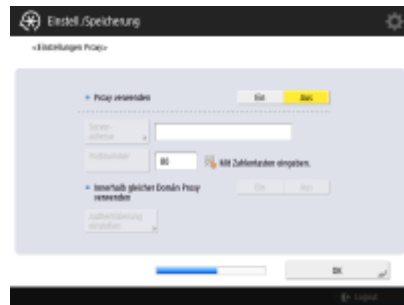 Einstell./Speicherung
<Einstellungen Proxy>
Proxy verwenden
Ein
Aus
Server-
adresse
Portnummer
80
Mit Zahlentasten eingeben.
Innerhalb gleicher Domän Proxy
verwenden
Ein
Aus
Authentisierung
einstellen
OK
Logout